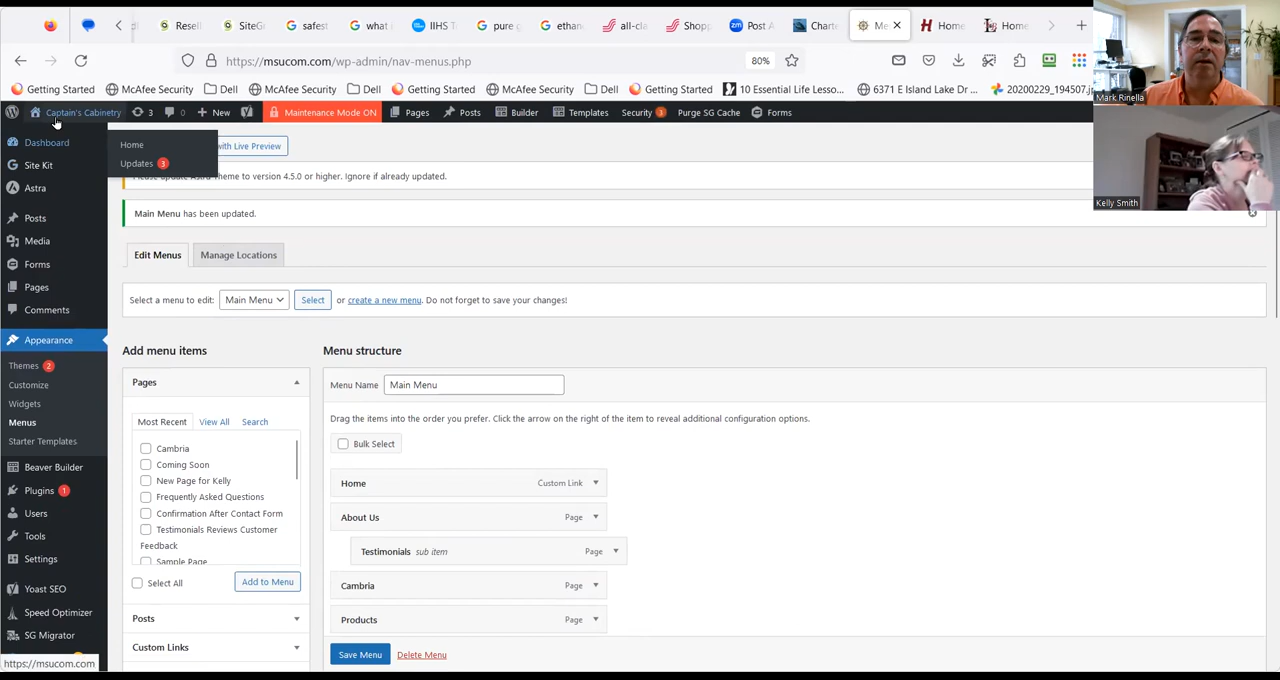 Resell
SiteG
safest
what
IIHS T
pure g
ethan
all-cla
Shopp
Post A
Charte
Me
Home
Home
https://msucom.com/wp-admin/nav-menus.php
80%
Getting Started
McAfee Security
Dell
Getting Started
McAfee Security
Dell
Getting Started
McAfee Security
Dell
Getting Started
McAfee Security
10 Essential Life Lesso...
6371 E Island Lake Dr ...
20200229_194507.j
Mark Rinella
Captain's Cabinetry
3
0
New
Maintenance Mode ON
Pages
Posts
Builder
Templates
Security 3
Purge SG Cache
Forms
Dashboard
Home
with Live Preview
Updates 3
Site Kit
Please update Astra Theme to version 4.5.0 or higher. Ignore if already updated.
Astra
Kelly Smith
Main Menu has been updated.
Posts
Media
Edit Menus
Manage Locations
Forms
Pages
Select a menu to edit:
Main Menu
Select
or create a new menu. Do not forget to save your changes!
Comments
Appearance
Add menu items
Menu structure
Themes 2
Pages
Menu Name
Main Menu
Customize
Widgets
Drag the items into the order you prefer. Click the arrow on the right of the item to reveal additional configuration options.
Menus
Most Recent
View All
Search
Starter Templates
Bulk Select
Cambria
Coming Soon
Beaver Builder
New Page for Kelly
Home
Custom Link
Plugins 1
Frequently Asked Questions
Users
Confirmation After Contact Form
About Us
Page
Tools
Testimonials Reviews Customer
Feedback
Testimonials sub item
Page
Settings
Sample Page
Select All
Add to Menu
Cambria
Page
Yoast SEO
Speed Optimizer
Posts
Products
Page
SG Migrator
Custom Links
Save Menu
Delete Menu
https://msucom.com